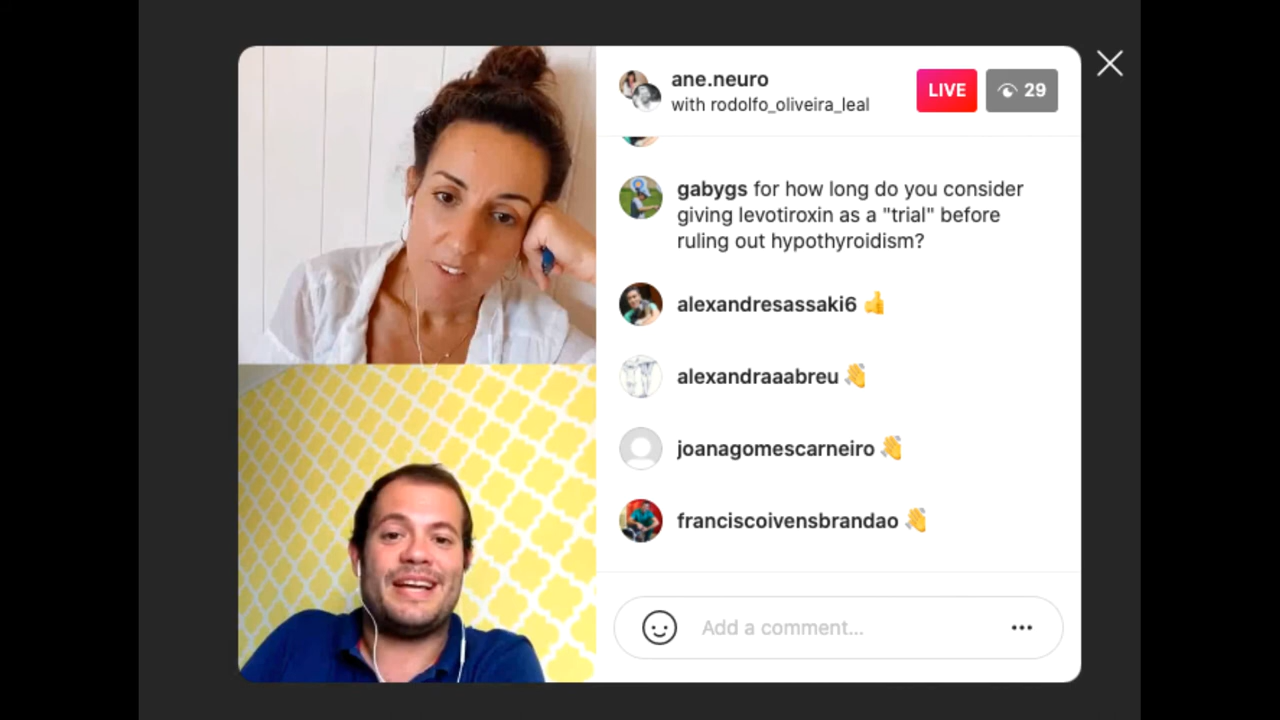 ane.neuro
with rodolfo_oliveira_leal
LIVE
29
gabygs for how long do you consider
giving levotiroxin as a "trial" before
ruling out hypothyroidism?
alexandresassaki6 👍
alexandraaabreu 👏
joanagomescarneiro 👏
franciscoivensbrandao 👏
Add a comment...